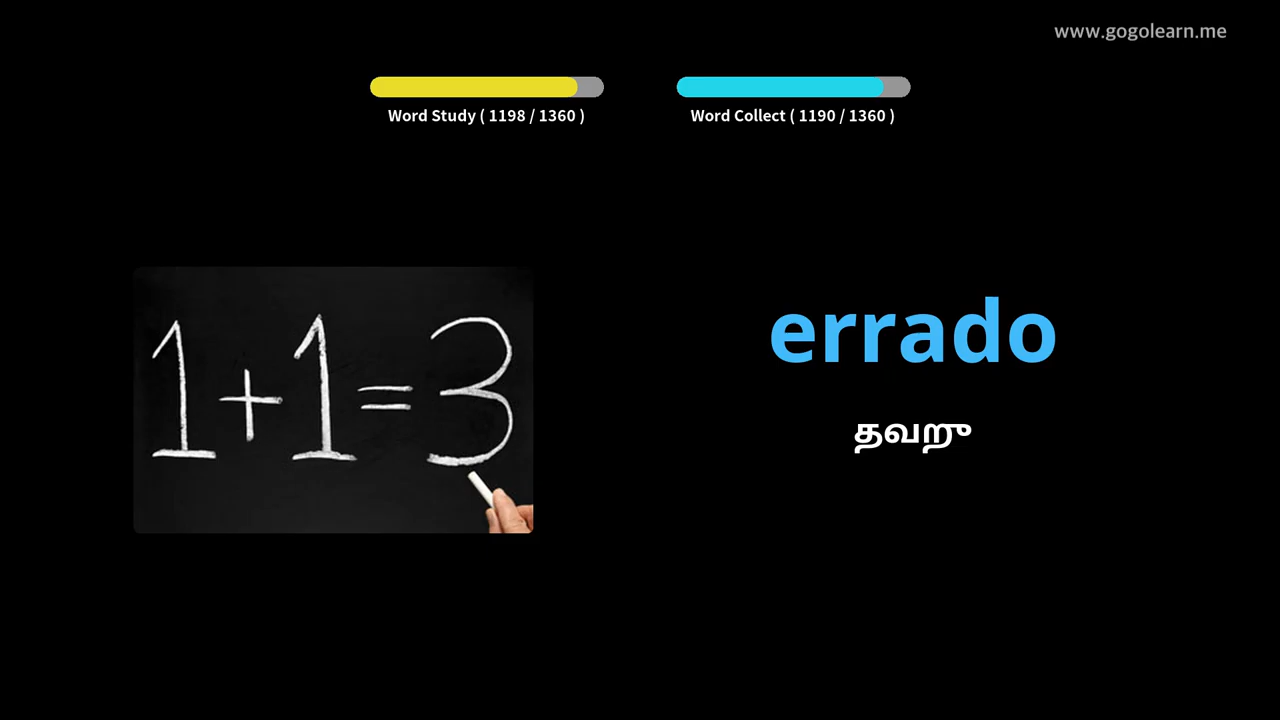 www.gogolearn.me
Word Study ( 1198 / 1360 )
Word Collect ( 1190 / 1360 )
1+1=3
errado
தவறு